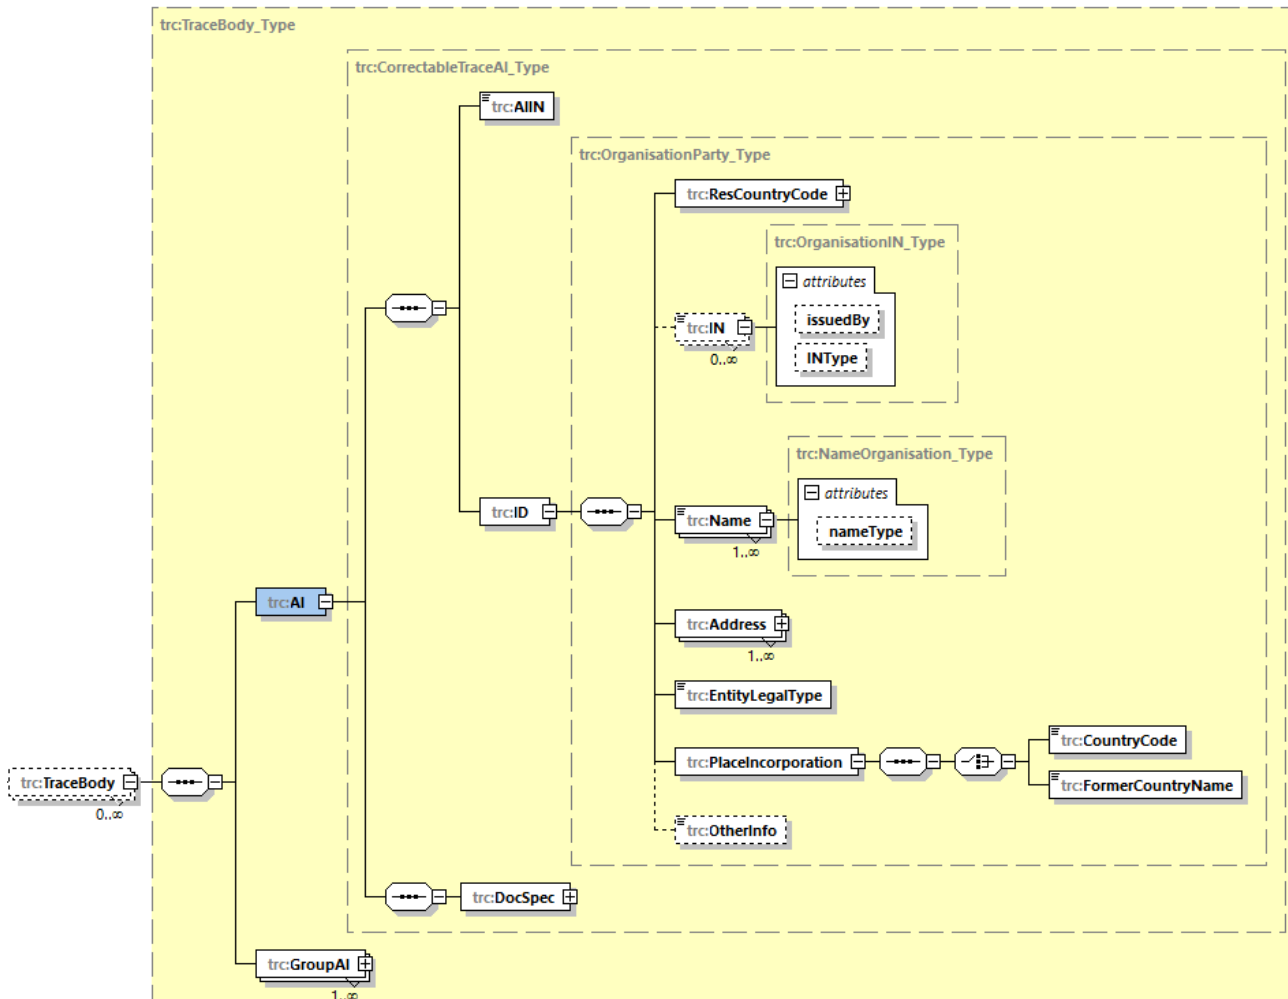 trc:TraceBody_Type
trc:CorrectableTraceAI_Type
trc:AIIN
trc:OrganisationParty_Type
trc:ResCountryCode
trc:OrganisationIN_Type
attributes
issuedBy
trc:IN
INType
0..∞
trc:NameOrganisation_Type
attributes
trc:ID
trc:Name
nameType
1..∞
trc:AI
trc:Address
1..∞
trc:EntityLegalType
trc:CountryCode
trc:PlaceIncorporation
trc:TraceBody
trc:FormerCountryName
0..∞
trc:OtherInfo
trc:DocSpec
trc:GroupAI
1..∞